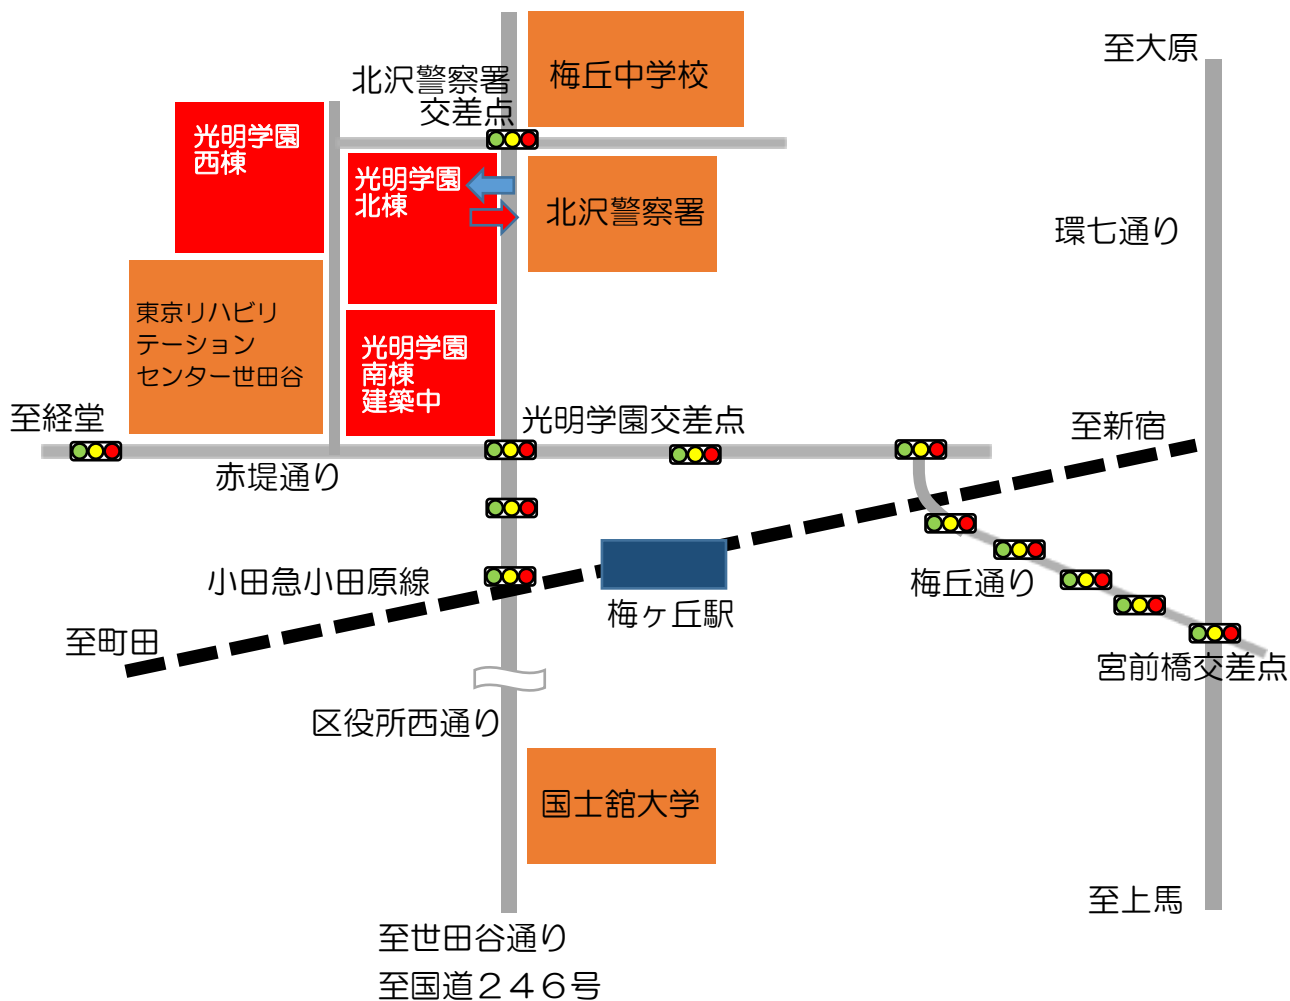 至大原
北沢警察署
交差点
梅丘中学校
光明学園
西棟
光明学園
北棟
北沢警察署
環七通り
東京リハビリ
テーション
センター世田谷
光明学園
南棟
建築中
至経堂
光明学園交差点
至新宿
赤堤通り
小田急小田原線
梅ヶ丘駅
梅丘通り
至町田
宮前橋交差点
区役所西通り
国士舘大学
至上馬
至世田谷通り
至国道２４６号